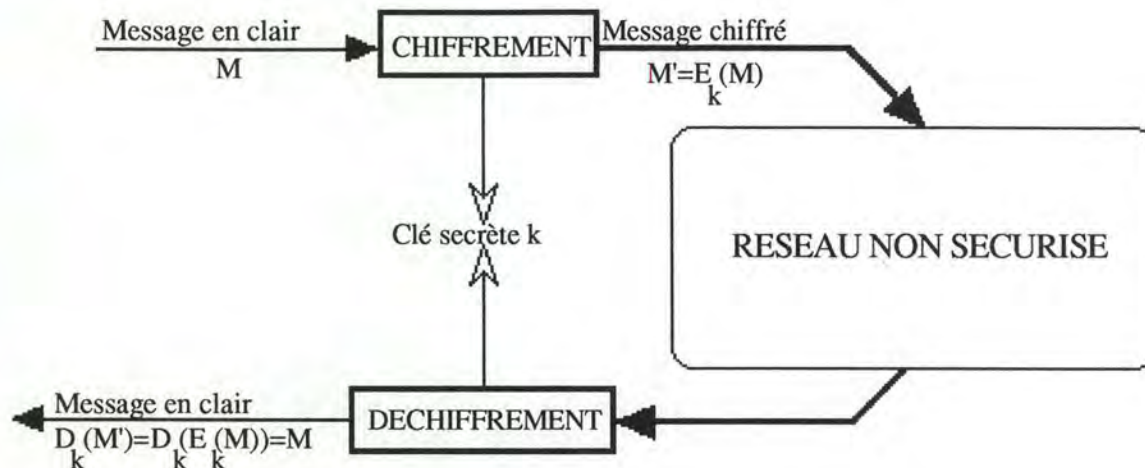 Message en clair
M
CHIFFREMENT
Message chiffré
M'=E_k(M)
Clé secrète k
RESEAU NON SECURISE
Message en clair
D_k(M')=D_k(E_k(M))=M
DECHIFFREMENT